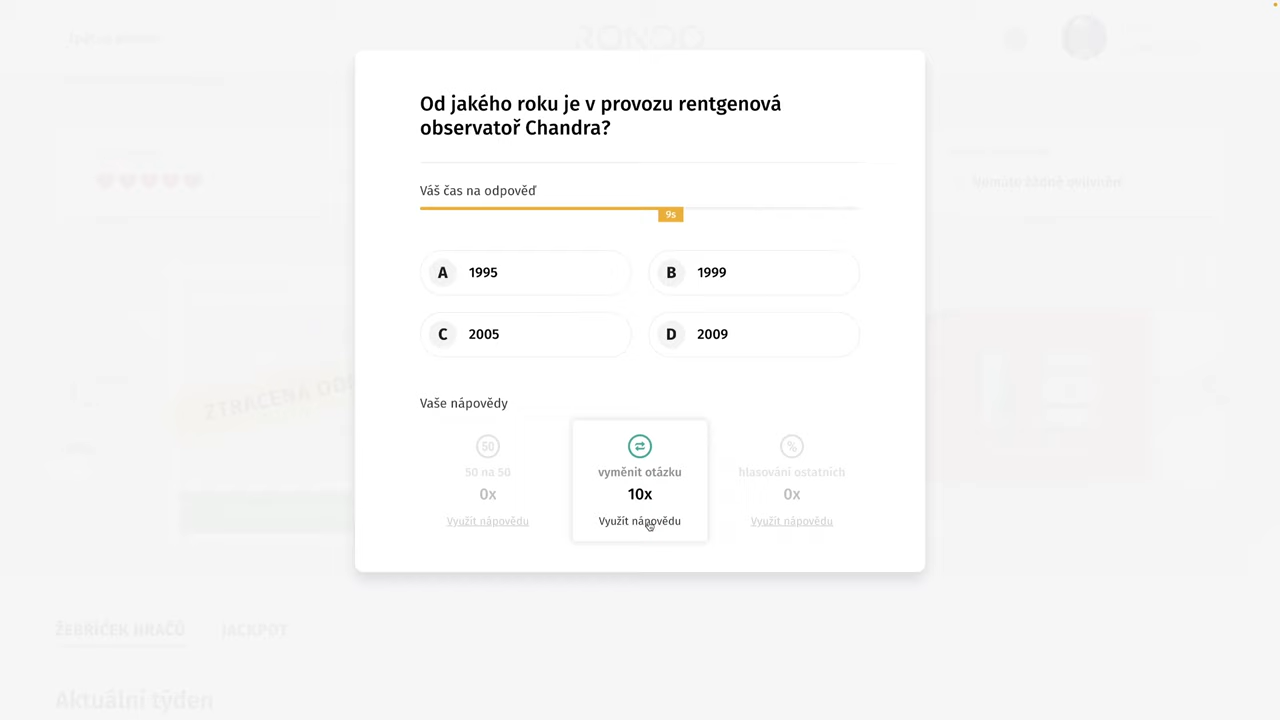 RONDO
Od jakého roku je v provozu rentgenová
observatoř Chandra?
Váš čas na odpověď
9s
A 1995
B 1999
C 2005
D 2009
Vaše nápovědy
50
50 na 50
0x
Využít nápovědu
vyměnit otázku
10x
Využít nápovědu
%
hlasování ostatních
0x
Využít nápovědu
ZTRACENA
ŽEBŘÍČEK HRÁČŮ
JACKPOT
Aktuální týden